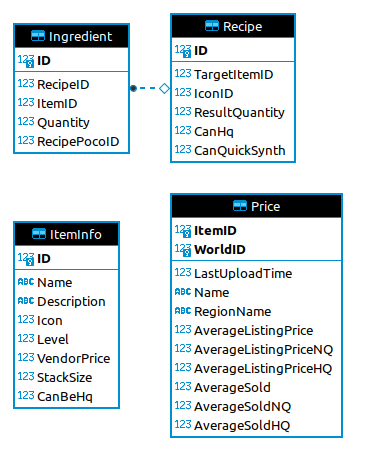 Ingredient
123 ID
123 RecipeID
123 ItemID
123 Quantity
123 RecipePocoID
Recipe
123 ID
123 TargetItemID
123 IconID
123 ResultQuantity
123 CanHq
123 CanQuickSynth
ItemInfo
123 ID
ABC Name
ABC Description
123 Icon
123 Level
123 VendorPrice
123 StackSize
123 CanBeHq
Price
123 ItemID
123 WorldID
123 LastUploadTime
ABC Name
ABC RegionName
123 AverageListingPrice
123 AverageListingPriceNQ
123 AverageListingPriceHQ
123 AverageSold
123 AverageSoldNQ
123 AverageSoldHQ